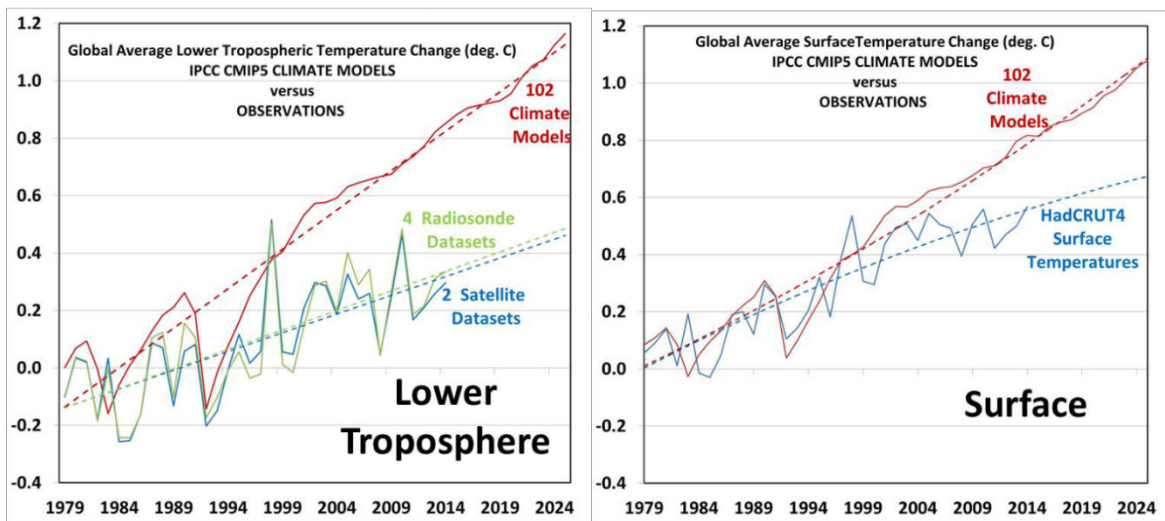 1.2
1.0
0.8
0.6
0.4
0.2
0.0
-0.2
-0.4
Global Average Lower Tropospheric Temperature Change (deg. C)
IPCC CMIP5 CLIMATE MODELS
versus
OBSERVATIONS
102
Climate
Models
4 Radiosonde
Datasets
2 Satellite
Datasets
Lower
Troposphere
1979 1984 1989 1994 1999 2004 2009 2014 2019 2024
1.2
1.0
0.8
0.6
0.4
0.2
0.0
-0.2
-0.4
Global Average SurfaceTemperature Change (deg. C)
IPCC CMIP5 CLIMATE MODELS
versus
OBSERVATIONS
102
Climate
Models
HadCRUT4
Surface
Temperatures
Surface
1979 1984 1989 1994 1999 2004 2009 2014 2019 2024